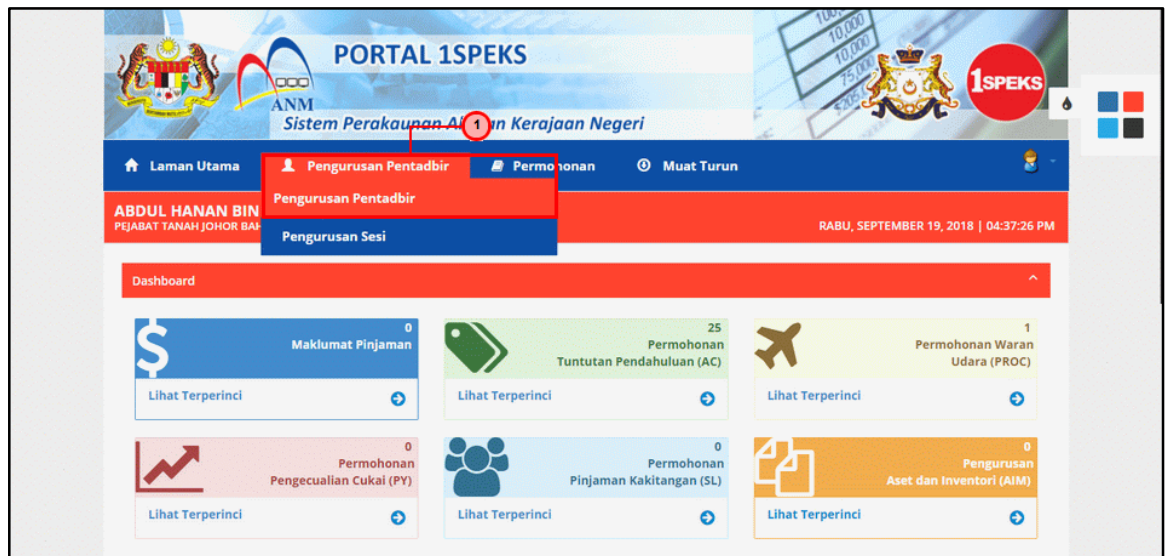 PORTAL 1SPEKS
ANM
1SPEKS
Sistem Perakaunan
an Kerajaan Negeri
1
Laman Utama
Pengurusan Pentadbir
Permohonan
Muat Turun
Pengurusan Pentadbir
Pengurusan Sesi
ABDUL HANAN BIN
PEJABAT TANAH JOHOR
RABU, SEPTEMBER 19, 2018 | 04:37:26 PM
Dashboard
0
Maklumat Pinjaman
Lihat Terperinci
25
Permohonan
Tuntutan Pendahuluan (AC)
Lihat Terperinci
1
Permohonan Waran
Udara (PROC)
Lihat Terperinci
0
Permohonan
Pengecualian Cukai (PY)
Lihat Terperinci
0
Permohonan
Pinjaman Kakitangan (SL)
Lihat Terperinci
0
Pengurusan
Aset dan Inventori (AIM)
Lihat Terperinci